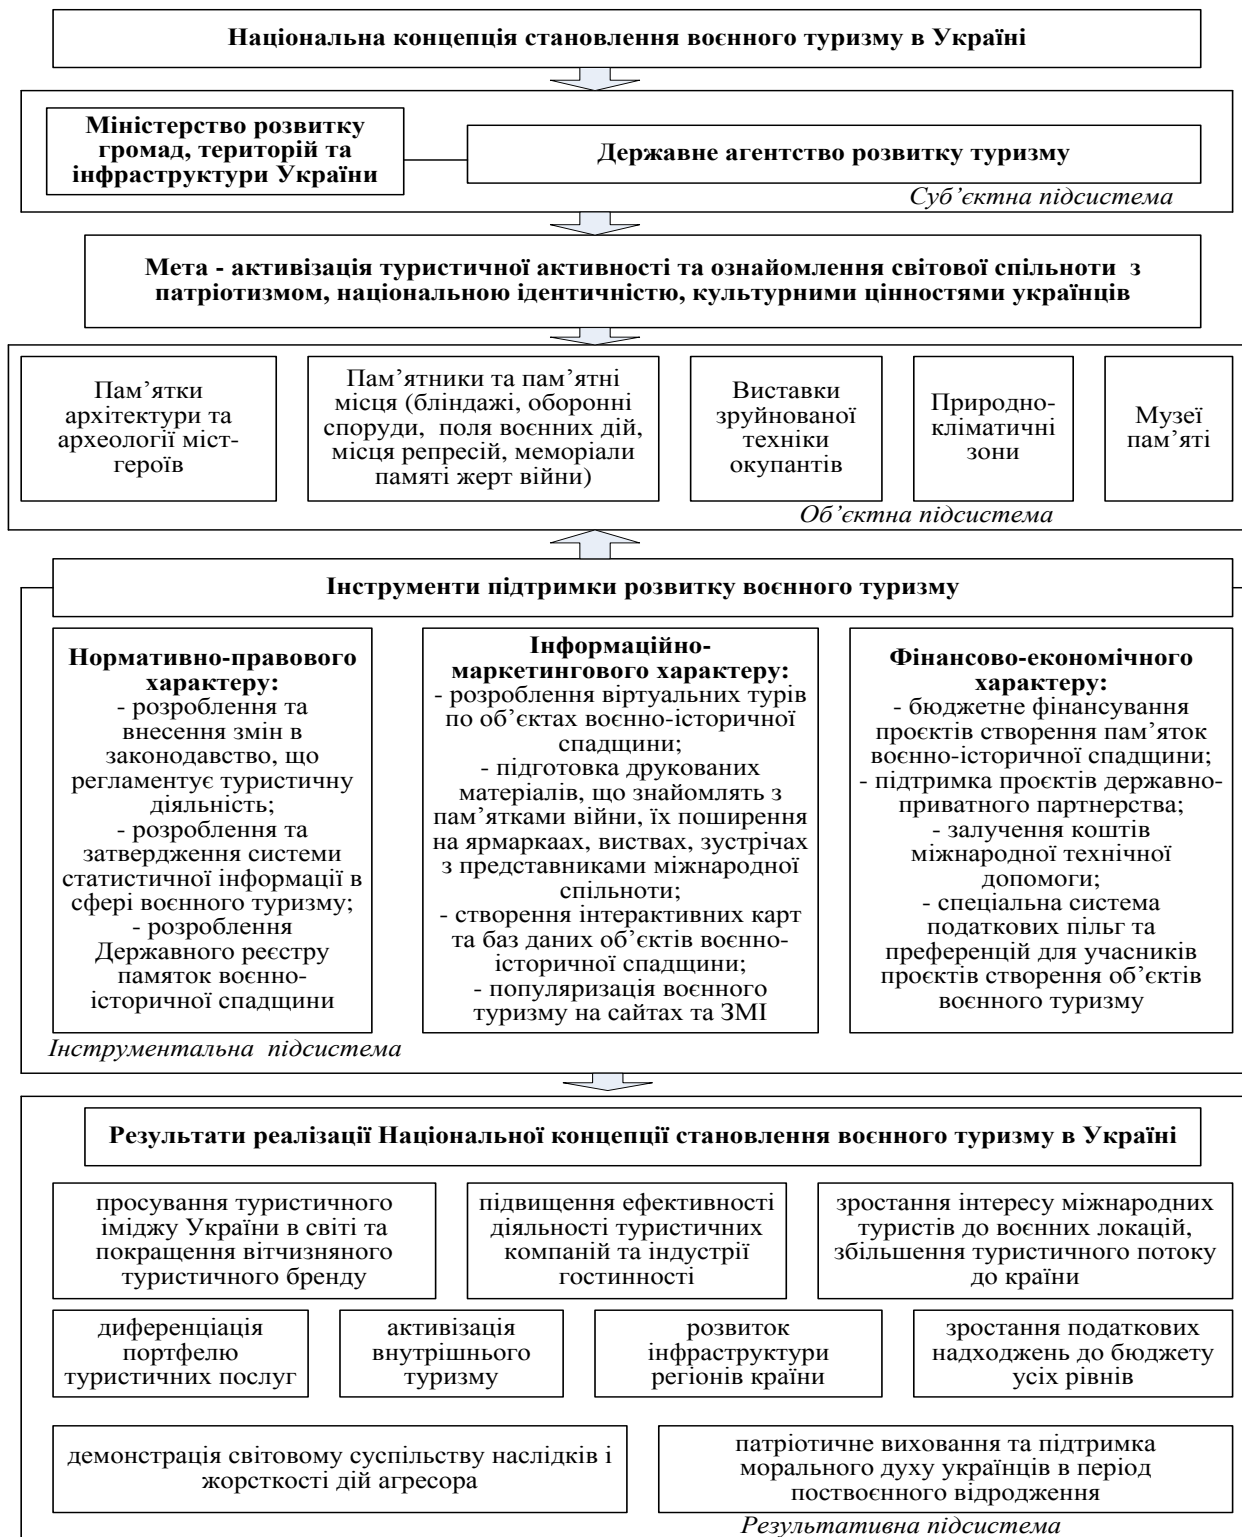 Національна концепція становлення воєнного туризму в Україні
Міністерство розвитку
громад, територій та
інфраструктури України
Державне агентство розвитку туризму
Суб’єктна підсистема
Мета - активізація туристичної активності та ознайомлення світової спільноти з
патріотизмом, національною ідентичністю, культурними цінностями українців
Пам’ятки
архітектури та
археології міст-
героїв
Пам’ятники та пам’ятні
місця (бліндажі, оборонні
споруди, поля воєнних дій,
місця репресій, меморіали
памяті жерт війни)
Виставки
зруйнованої
техніки
окупантів
Природно-
кліматичні
зони
Музеї
пам’яті
Об’єктна підсистема
Інструменти підтримки розвитку воєнного туризму
Нормативно-правового
характеру:
- розроблення та
внесення змін в
законодавство, що
регламентує туристичну
діяльність;
- розроблення та
затвердження системи
статистичної інформації в
сфері воєнного туризму;
- розроблення
Державного реєстру
памяток воєнно-
історичної спадщини
Інформаційно-
маркетингового характеру:
- розроблення віртуальних турів
по об’єктах воєнно-історичної
спадщини;
- підготовка друкованих
матеріалів, що знайомлять з
пам’ятками війни, їх поширення
на ярмаркаах, виствах, зустрічах
з представниками міжнародної
спільноти;
- створення інтерактивних карт
та баз даних об’єктів воєнно-
історичної спадщини;
- популяризація воєнного
туризму на сайтах та ЗМІ
Фінансово-економічного
характеру:
- бюджетне фінансування
проєктів створення пам’яток
воєнно-історичної спадщини;
- підтримка проєктів державно-
приватного партнерства;
- залучення коштів
міжнародної технічної
допомоги;
- спеціальна система
податкових пільг та
преференцій для учасників
проєктів створення об’єктів
воєнного туризму
Інструментальна підсистема
Результати реалізації Національної концепції становлення воєнного туризму в Україні
просування туристичного
іміджу України в світі та
покращення вітчизняного
туристичного бренду
підвищення ефективності
діяльності туристичних
компаній та індустрії
гостинності
зростання інтересу міжнародних
туристів до воєнних локацій,
збільшення туристичного потоку
до країни
диференціація
портфелю
туристичних послуг
активізація
внутрішнього
туризму
розвиток
інфраструктури
регіонів країни
зростання податкових
надходжень до бюджету
усіх рівнів
демонстрація світовому суспільству наслідків і
жорсткості дій агресора
патріотичне виховання та підтримка
морального духу українців в період
поствоєнного відродження
Результативна підсистема